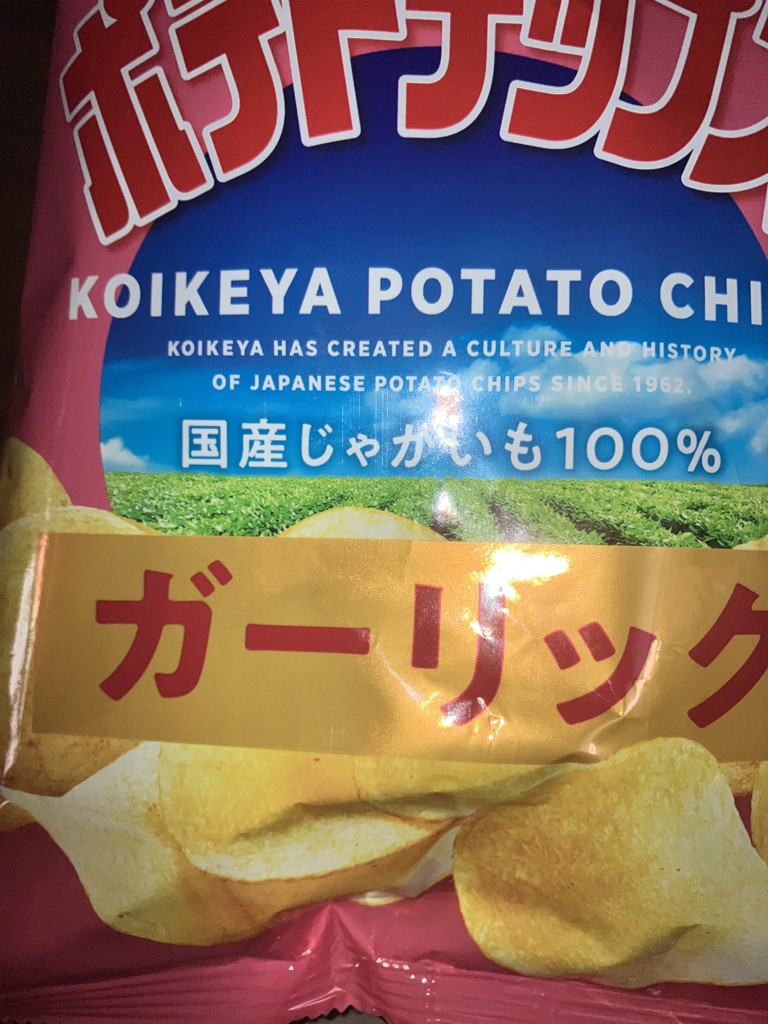 ポテトチップス
KOIKEYA POTATO CHI
KOIKEYA HAS CREATED A CULTURE AND HISTORY
OF JAPANESE POTATO CHIPS SINCE 1962.
国産じゃがいも100%
ガーリック